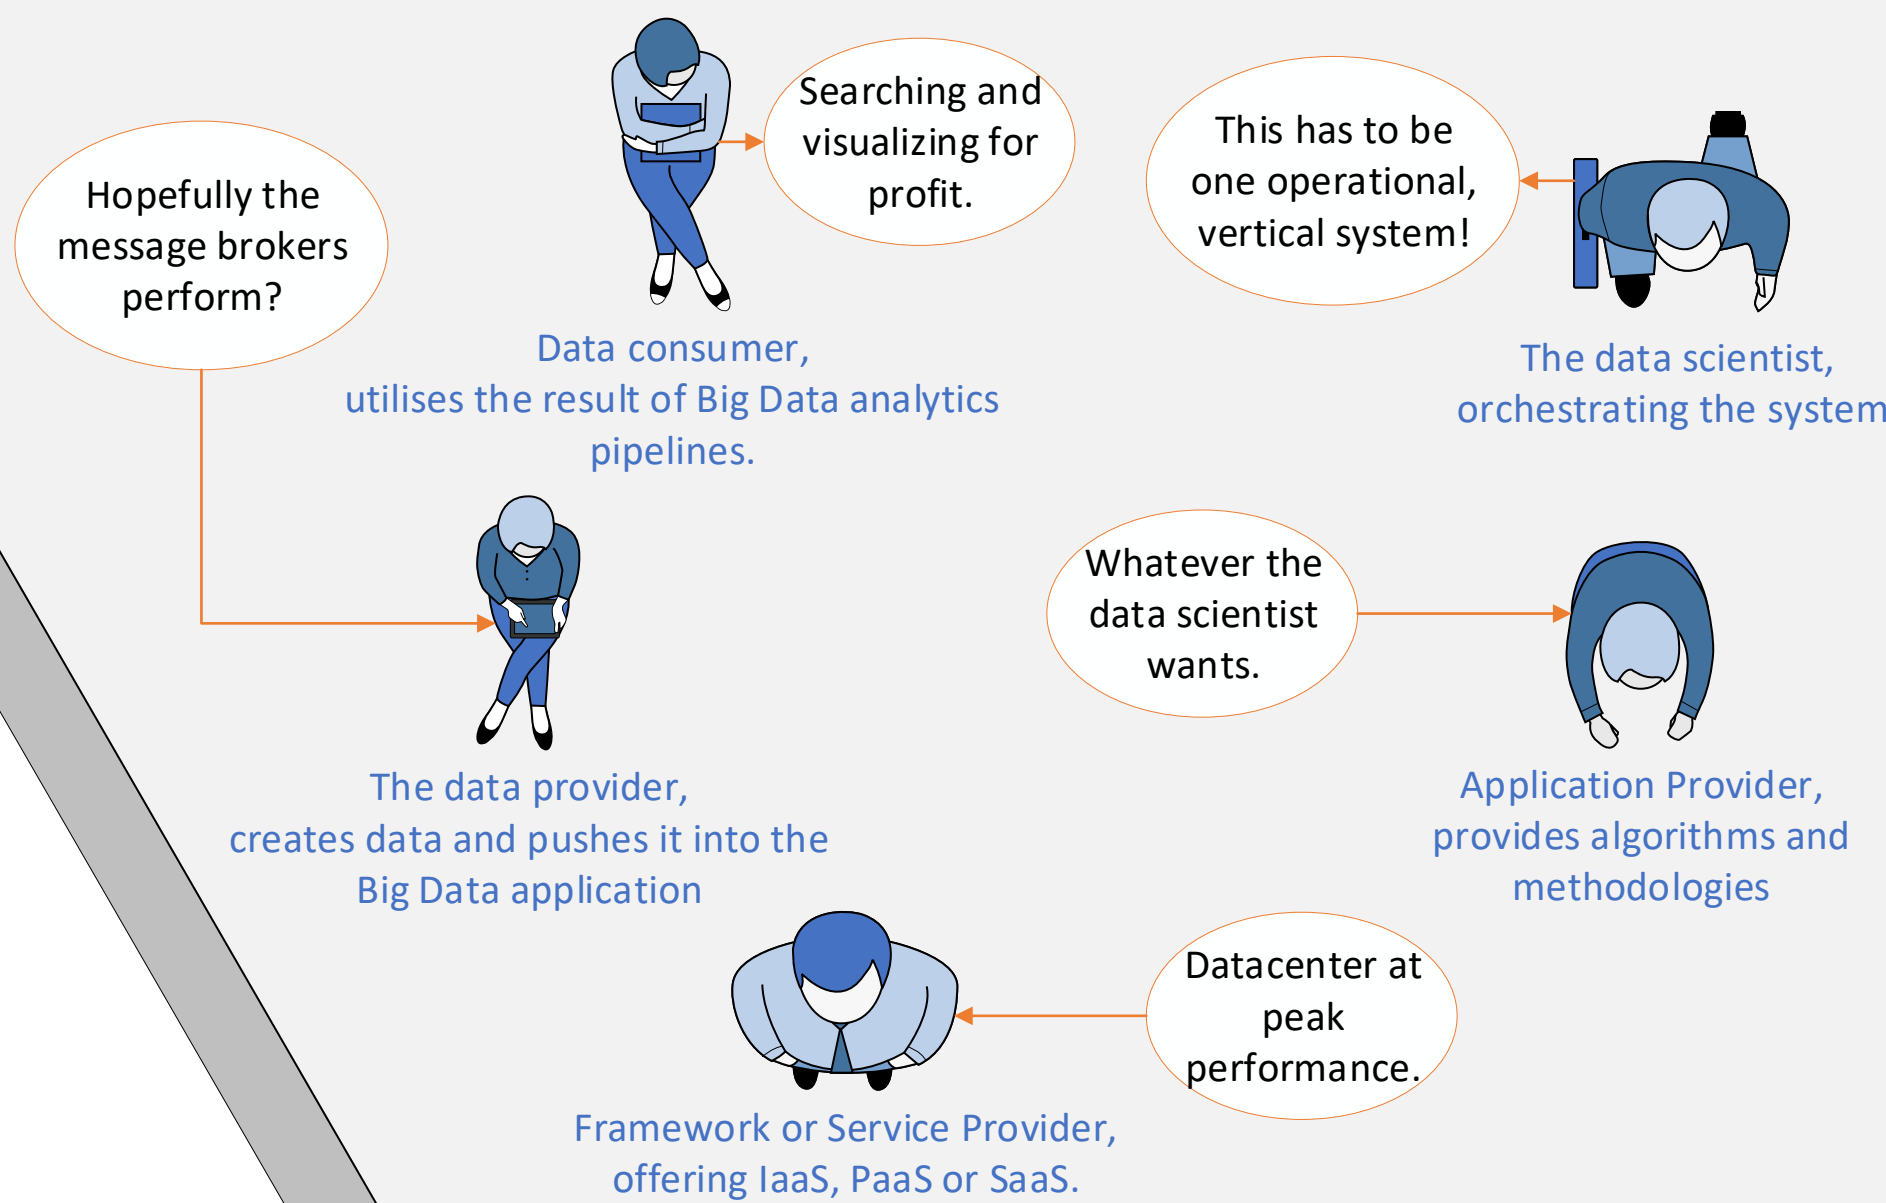 Searching and
visualizing for
profit.
This has to be
one operational,
vertical system!
Hopefully the
message brokers
perform?
Data consumer,
utilises the result of Big Data analytics
pipelines.
The data scientist,
orchestrating the system
Whatever the
data scientist
wants.
The data provider,
creates data and pushes it into the
Big Data application
Application Provider,
provides algorithms and
methodologies
Datacenter at
peak
performance.
Framework or Service Provider,
offering IaaS, PaaS or SaaS.